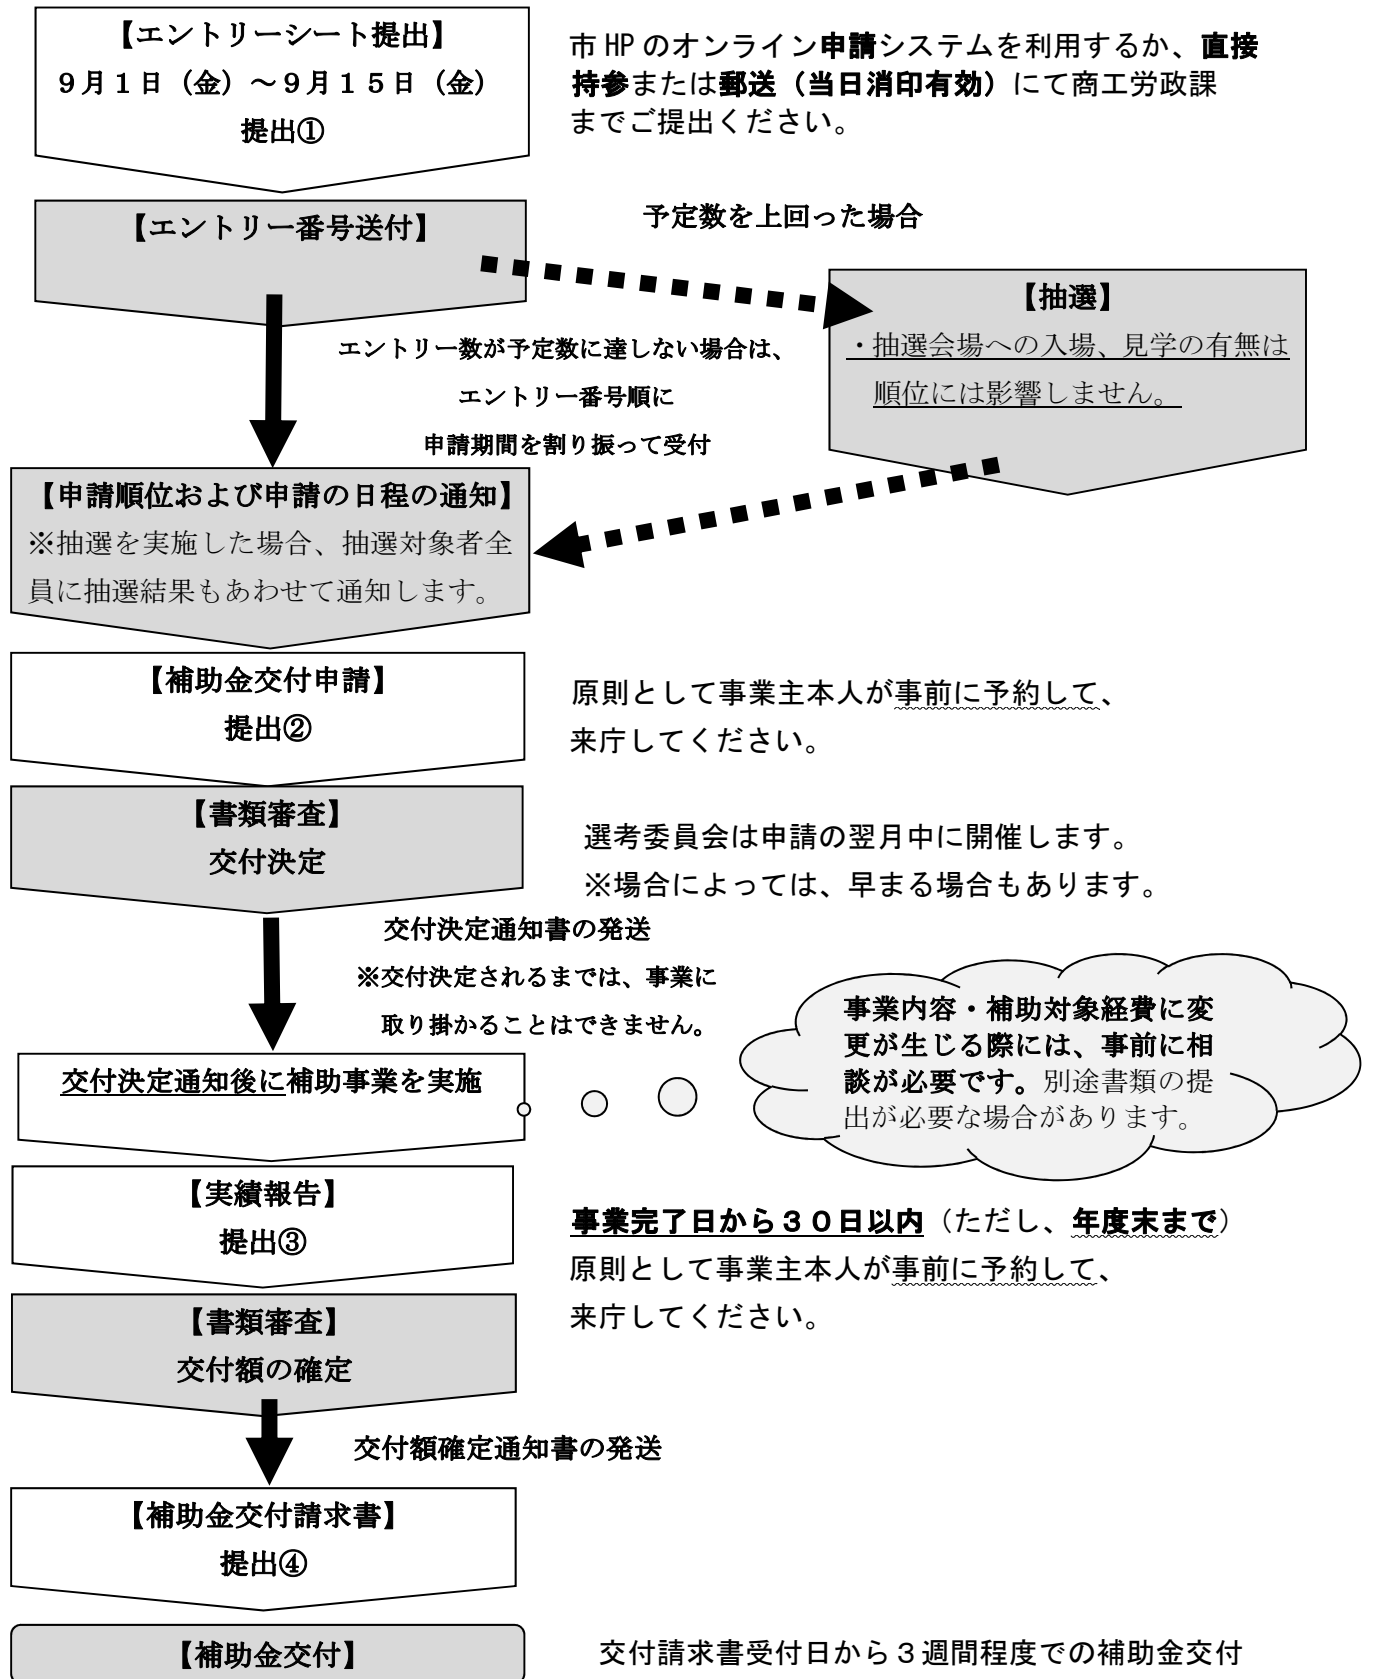 【エントリーシート提出】
９月１日（金）～９月１５日（金）
提出①
市HPのオンライン申請システムを利用するか、直接
持参または郵送（当日消印有効）にて商工労政課
までご提出ください。
【エントリー番号送付】
予定数を上回った場合
【抽選】
・抽選会場への入場、見学の有無は
順位には影響しません。
エントリー数が予定数に達しない場合は、
エントリー番号順に
申請期間を割り振って受付
【申請順位および申請の日程の通知】
※抽選を実施した場合、抽選対象者全
員に抽選結果もあわせて通知します。
【補助金交付申請】
提出②
原則として事業主本人が事前に予約して、
来庁してください。
【書類審査】
交付決定
選考委員会は申請の翌月中に開催します。
※場合によっては、早まる場合もあります。
交付決定通知書の発送
※交付決定されるまでは、事業に
取り掛かることはできません。
事業内容・補助対象経費に変
更が生じる際には、事前に相
談が必要です。別途書類の提
出が必要な場合があります。
交付決定通知後に補助事業を実施
【実績報告】
提出③
事業完了日から３０日以内（ただし、年度末まで）
原則として事業主本人が事前に予約して、
来庁してください。
【書類審査】
交付額の確定
交付額確定通知書の発送
【補助金交付請求書】
提出④
【補助金交付】
交付請求書受付日から３週間程度での補助金交付